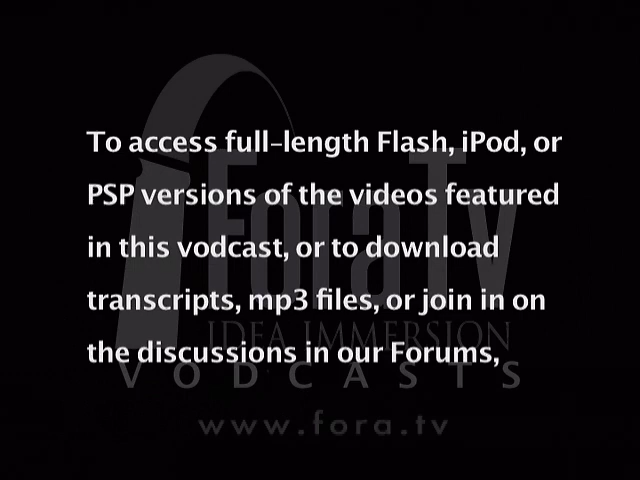 To access full-length Flash, iPod, or
PSP versions of the videos featured
in this vodcast, or to download
transcripts, mp3 files, or join in on
the discussions in our Forums,
ForaTv
IDEA IMMERSION
VODCASTS
www.fora.tv